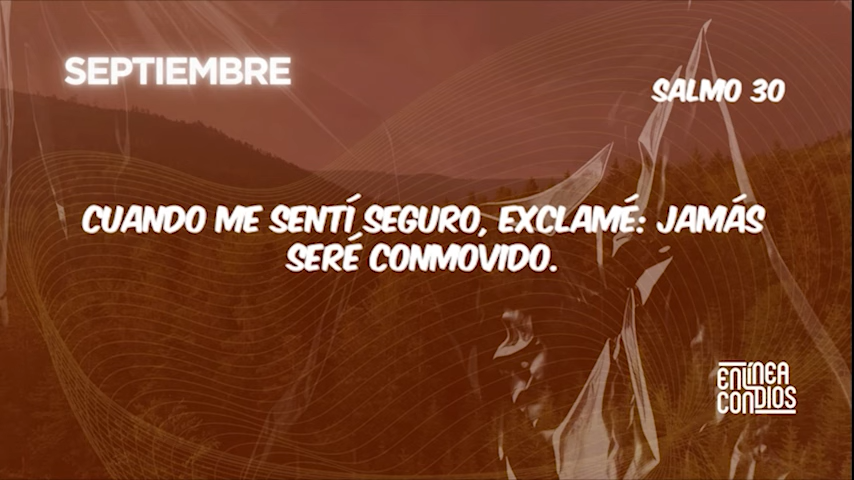 SEPTIEMBRE
SALMO 30
CUANDO ME SENTÍ SEGURO, EXCLAMÉ: JAMÁS
SERÉ CONMOVIDO.
ENLÍNEA
CONDIOS